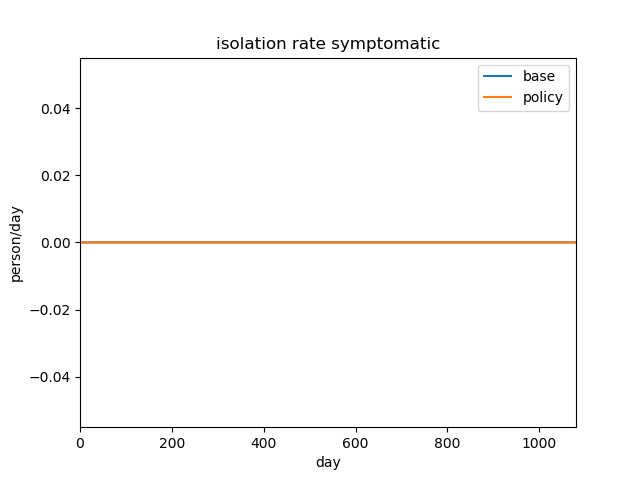 isolation rate symptomatic
base
policy
0.04
0.02
0.00
−0.02
−0.04
person/day
0 200 400 600 800 1000
day